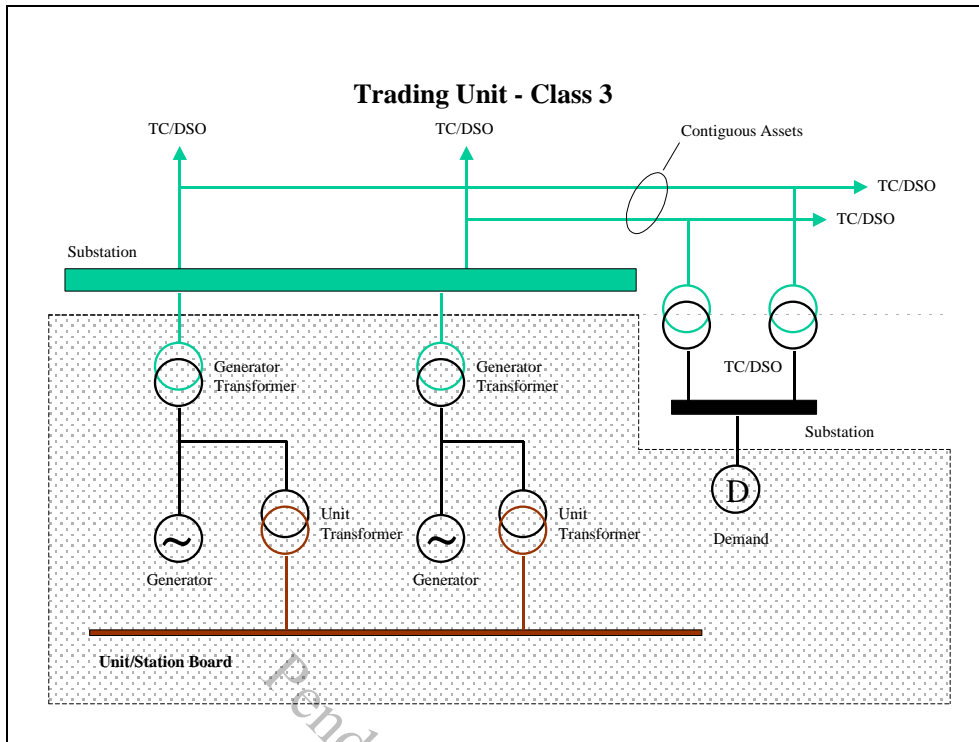 Trading Unit - Class 3
TC/DSO
TC/DSO
Contiguous Assets
TC/DSO
TC/DSO
Substation
Generator
Transformer
Generator
Transformer
TC/DSO
Substation
D
Unit
Transformer
Unit
Transformer
Demand
Generator
Generator
Unit/Station Board
Pend